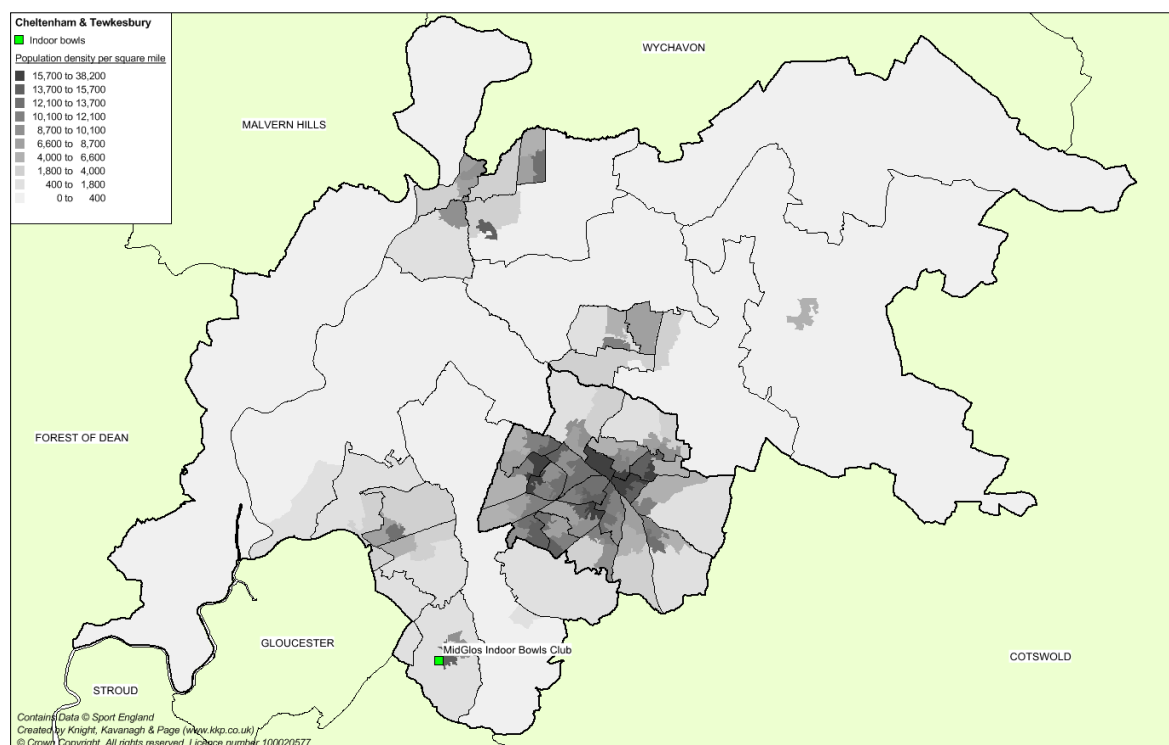 Cheltenham & Tewkesbury
Indoor bowls
Population density per square mile
15,700 to 38,200
13,700 to 15,700
12,100 to 13,700
10,100 to 12,100
8,700 to 10,100
6,600 to 8,700
4,000 to 6,600
1,800 to 4,000
400 to 1,800
0 to 400
WYCHAVON
MALVERN HILLS
FOREST OF DEAN
GLOUCESTER
MidGlos Indoor Bowls Club
COTSWOLD
STROUD
Contains Data © Sport England
Created by Knight, Kavanagh & Page (www.kkp.co.uk)
© Crown Copyright. All rights reserved. Licence number 100020577